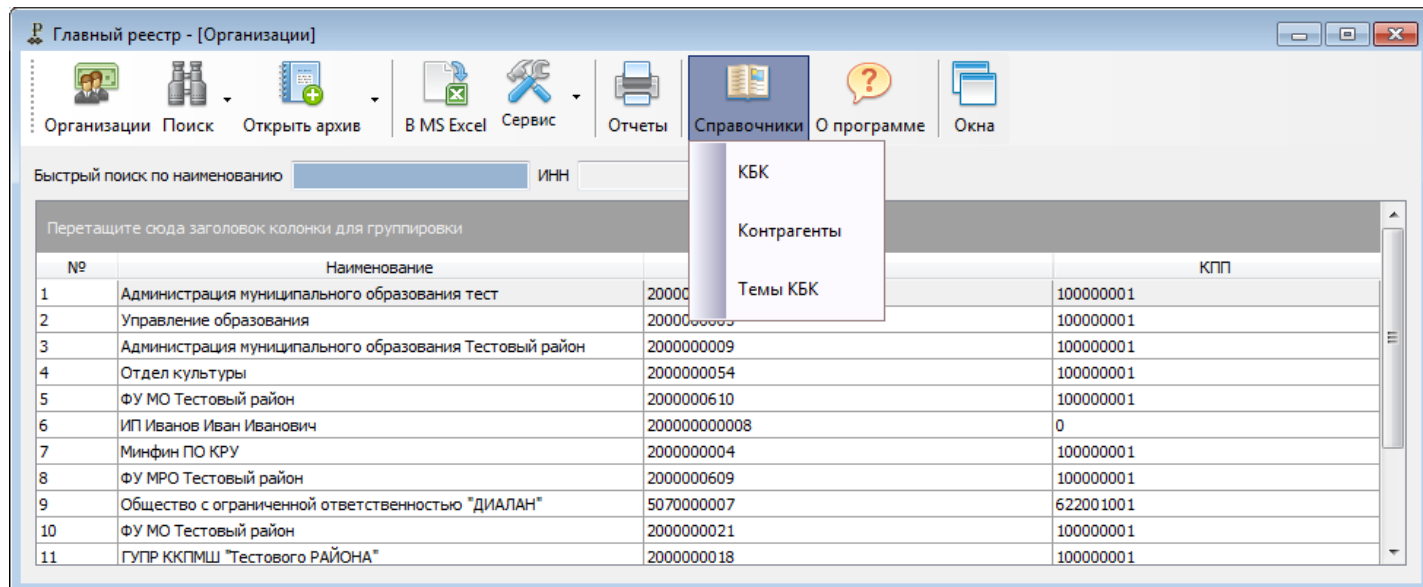 Главный реестр - [Организации]
Организации Поиск Открыть архив В MS Excel Сервис Отчеты Справочники О программе Окна
Быстрый поиск по наименованию ИНН
КБК
Контрагенты
Темы КБК
Перетащите сюда заголовок колонки для группировки
№ Наименование КПП
1 Администрация муниципального образования тест 100000001
2 Управление образования 100000001
3 Администрация муниципального образования Тестовый район 2000000009 100000001
4 Отдел культуры 2000000054 100000001
5 ФУ МО Тестовый район 2000000610 100000001
6 ИП Иванов Иван Иванович 200000000008 0
7 Минфин ПО КРУ 2000000004 100000001
8 ФУ МРО Тестовый район 2000000609 100000001
9 Общество с ограниченной ответственностью "ДИАЛАН" 5070000007 622001001
10 ФУ МО Тестовый район 2000000021 100000001
11 ГУПР ККПМШ "Тестового РАЙОНА" 2000000018 100000001